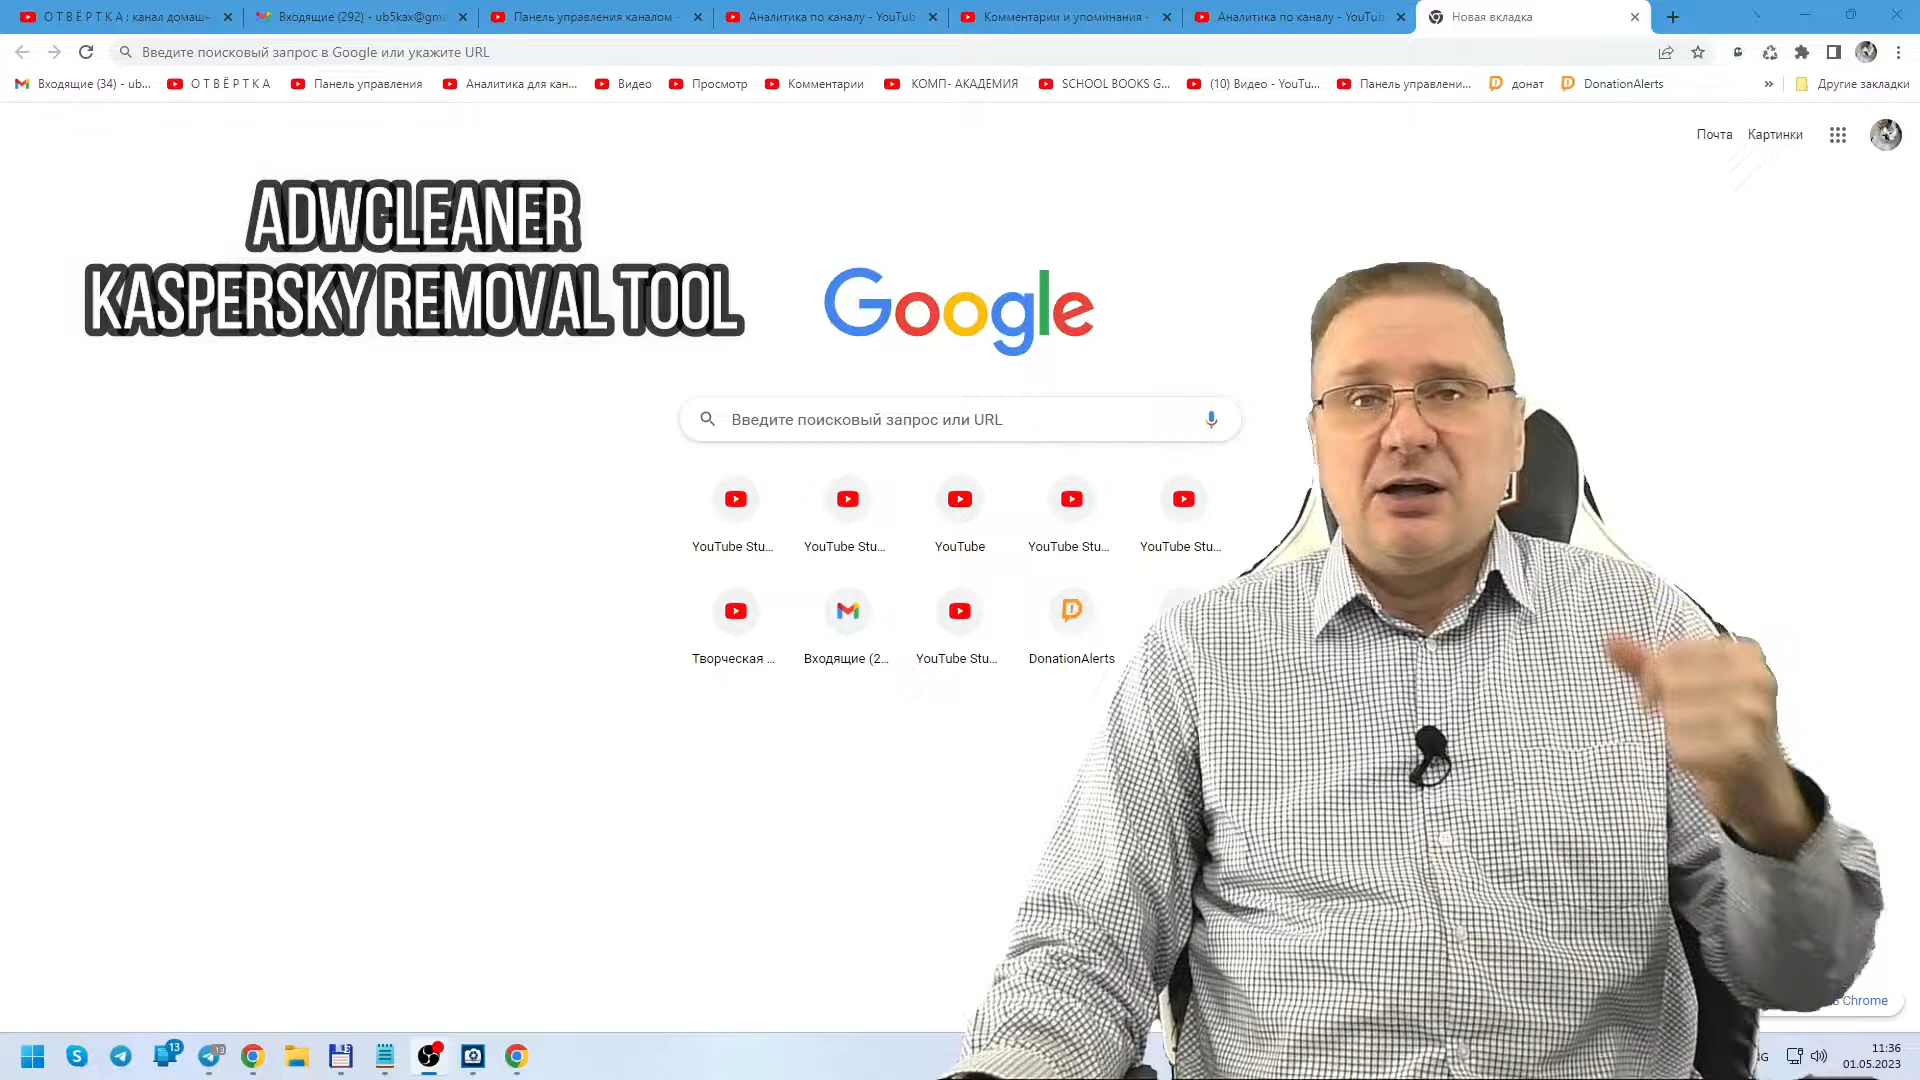 О Т В Ё Р Т К А : канал домашн
Входящие (292) - ub5kax@gma
Панель управления каналом -
Аналитика по каналу - YouTub
Комментарии и упоминания -
Аналитика по каналу - YouTub
Новая вкладка
Введите поисковый запрос в Google или укажите URL
Входящие (34) - ub...
О Т В Ё Р Т К А
Панель управления
Аналитика для кан...
Видео
Просмотр
Комментарии
КОМП- АКАДЕМИЯ
SCHOOL BOOKS G...
(10) Видео - YouTu...
Панель управлени...
донат
DonationAlerts
»
Другие закладки
Почта
Картинки
ADWCLEANER
KASPERSKY REMOVAL TOOL
Google
Введите поисковый запрос или URL
YouTube Stu...
YouTube Stu...
YouTube
YouTube Stu...
YouTube Stu...
Творческая ...
Входящие (2...
YouTube Stu...
DonationAlerts
Chrome
13
13
11:36
01.05.2023